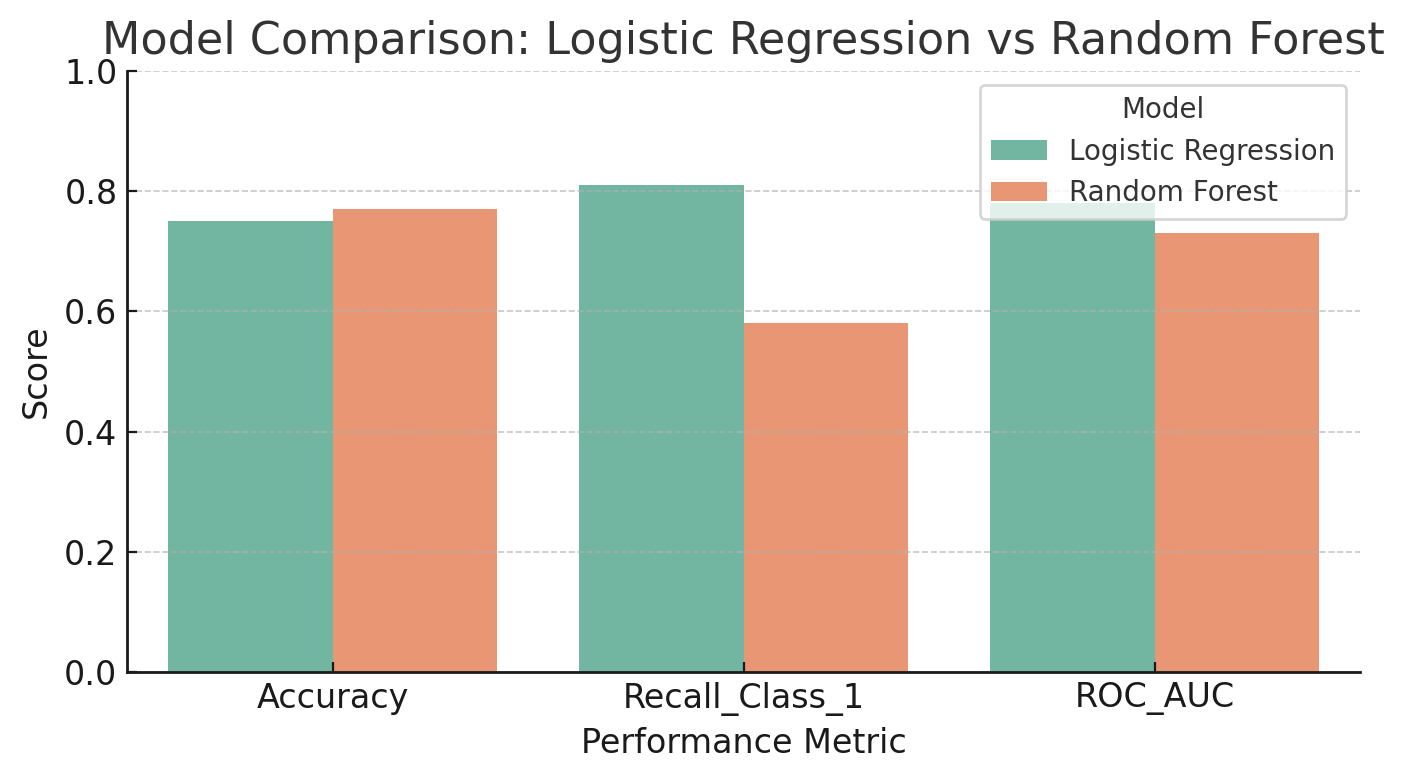 Model Comparison: Logistic Regression vs Random Forest
1.0
0.8
0.6
0.4
0.2
0.0
Score
Model
Logistic Regression
Random Forest
Accuracy
Recall_Class_1
ROC_AUC
Performance Metric